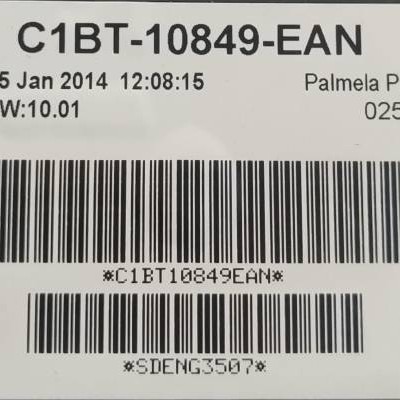 C1BT-10849-EAN
5 Jan 2014 12:08:15 Palmela P
W:10.01 025
*C1BT10849EAN*
*SDENG3507*